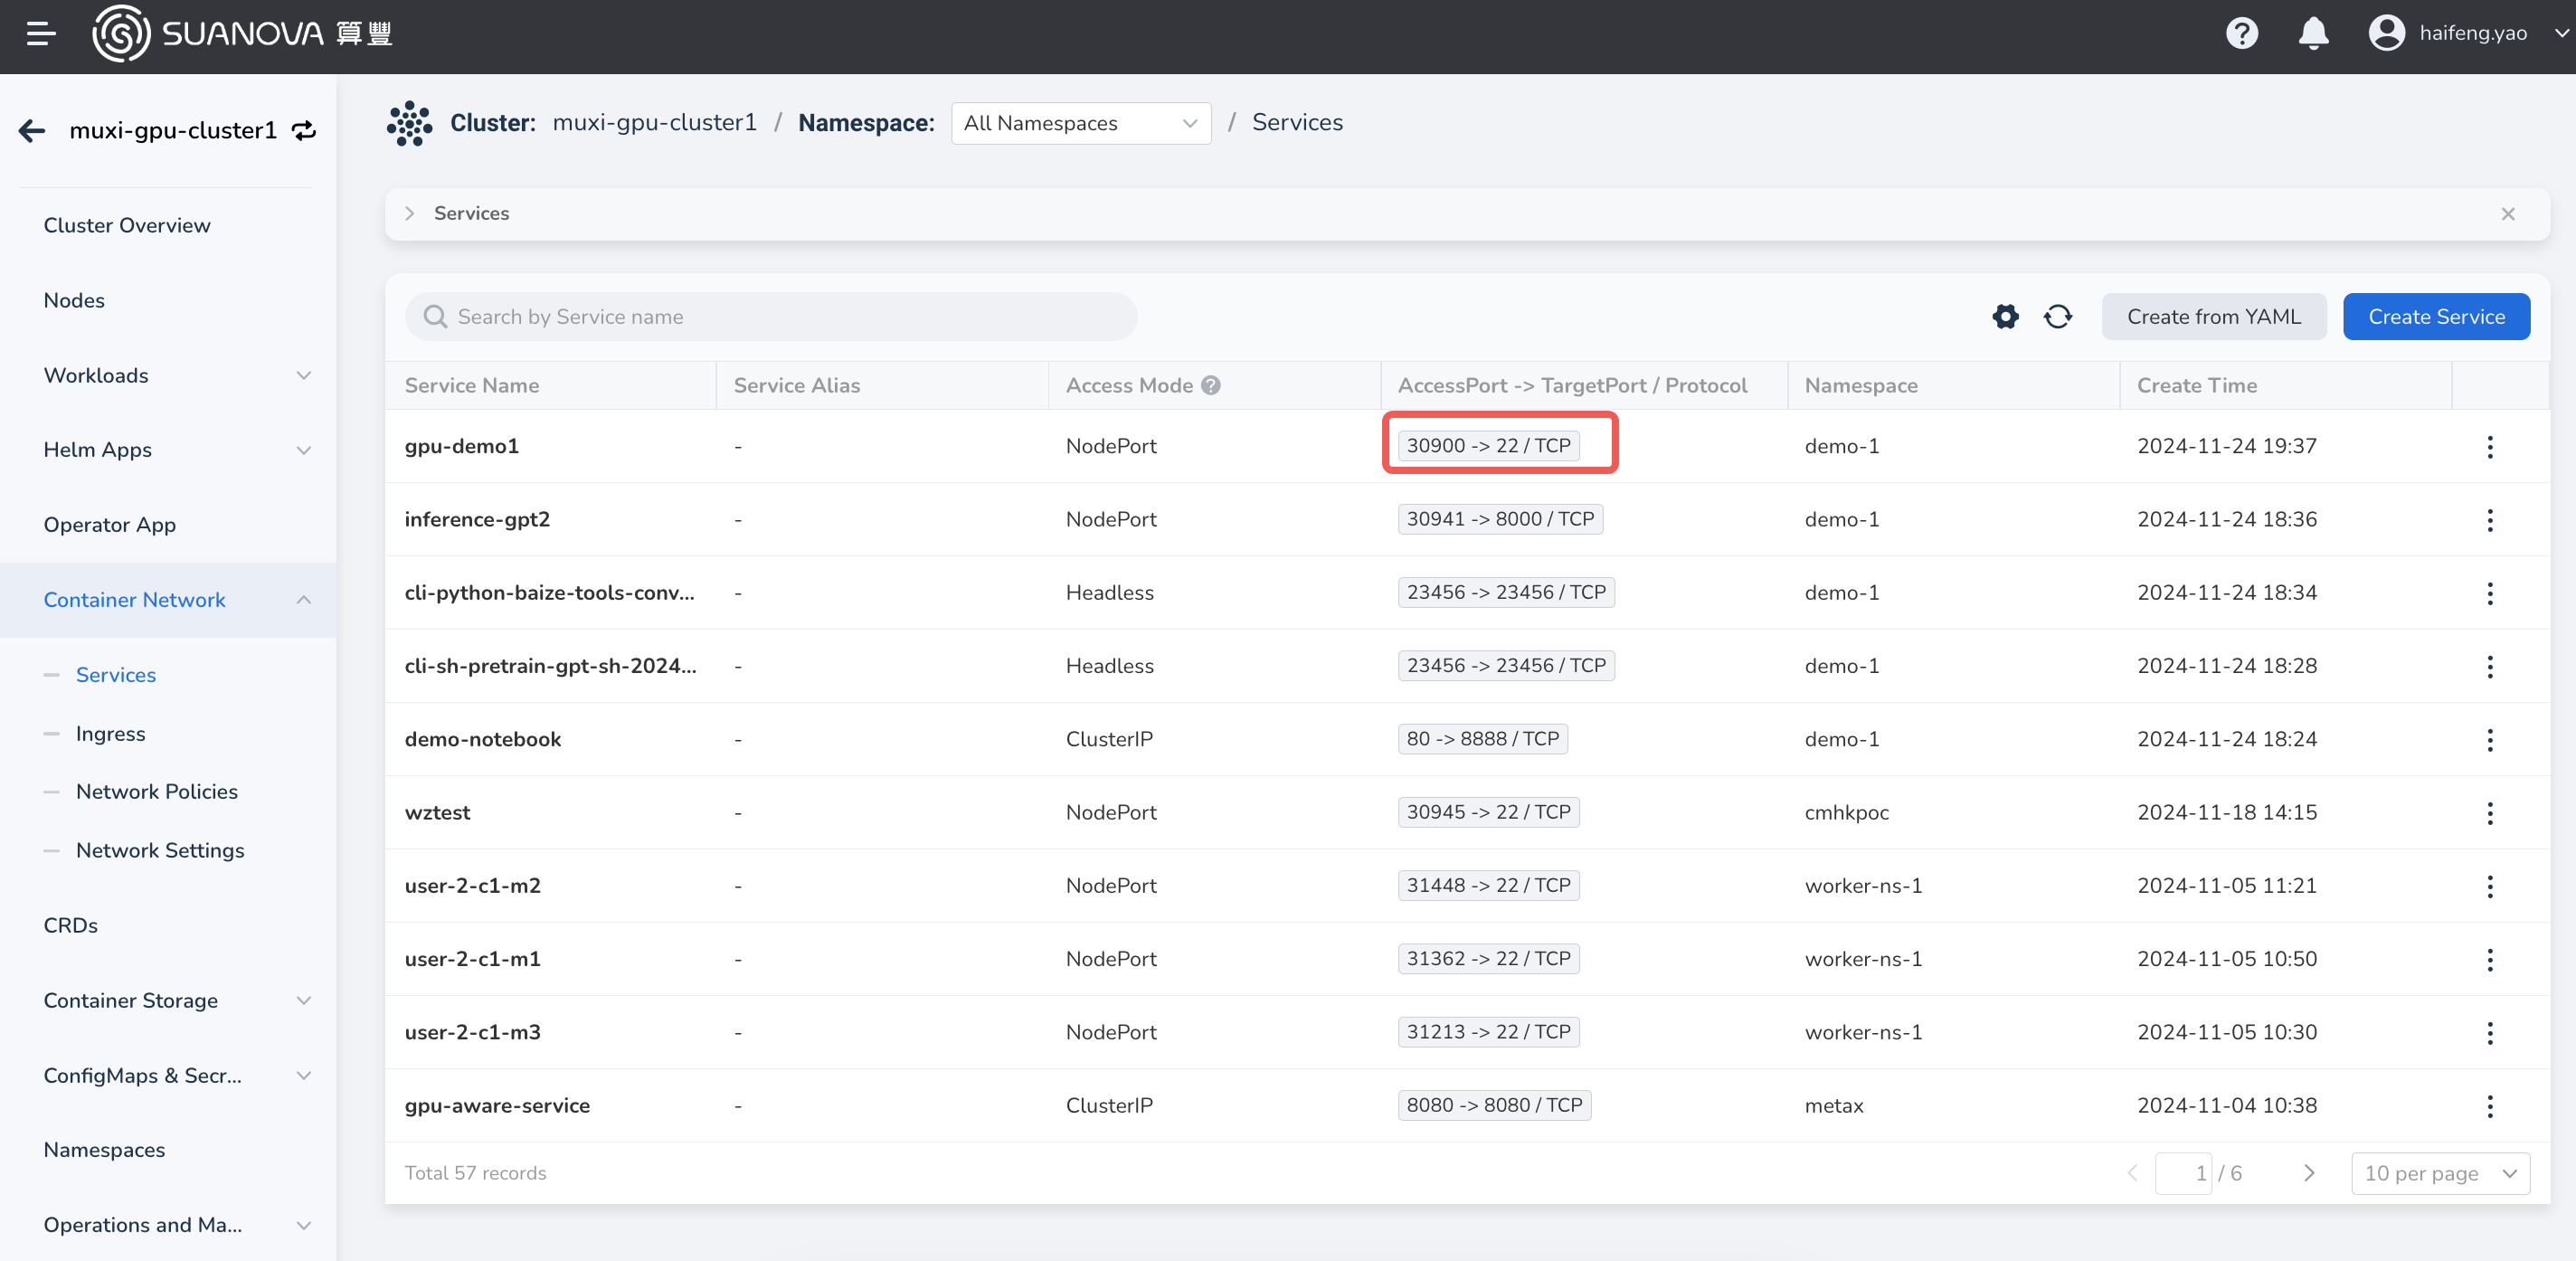 SUANOVA 算豐
haifeng.yao
muxi-gpu-cluster1
Cluster: muxi-gpu-cluster1 / Namespace: All Namespaces / Services
Cluster Overview
Nodes
Workloads
Helm Apps
Operator App
Container Network
Services
Ingress
Network Policies
Network Settings
CRDs
Container Storage
ConfigMaps & Secr...
Namespaces
Operations and Ma...
Services
Search by Service name
Create from YAML Create Service
Service Name Service Alias Access Mode AccessPort -> TargetPort / Protocol Namespace Create Time
gpu-demo1 - NodePort 30900 -> 22 / TCP demo-1 2024-11-24 19:37
inference-gpt2 - NodePort 30941 -> 8000 / TCP demo-1 2024-11-24 18:36
cli-python-baize-tools-conv... - Headless 23456 -> 23456 / TCP demo-1 2024-11-24 18:34
cli-sh-pretrain-gpt-sh-2024... - Headless 23456 -> 23456 / TCP demo-1 2024-11-24 18:28
demo-notebook - ClusterIP 80 -> 8888 / TCP demo-1 2024-11-24 18:24
wztest - NodePort 30945 -> 22 / TCP cmhkpoc 2024-11-18 14:15
user-2-c1-m2 - NodePort 31448 -> 22 / TCP worker-ns-1 2024-11-05 11:21
user-2-c1-m1 - NodePort 31362 -> 22 / TCP worker-ns-1 2024-11-05 10:50
user-2-c1-m3 - NodePort 31213 -> 22 / TCP worker-ns-1 2024-11-05 10:30
gpu-aware-service - ClusterIP 8080 -> 8080 / TCP metax 2024-11-04 10:38
Total 57 records
1 / 6
10 per page